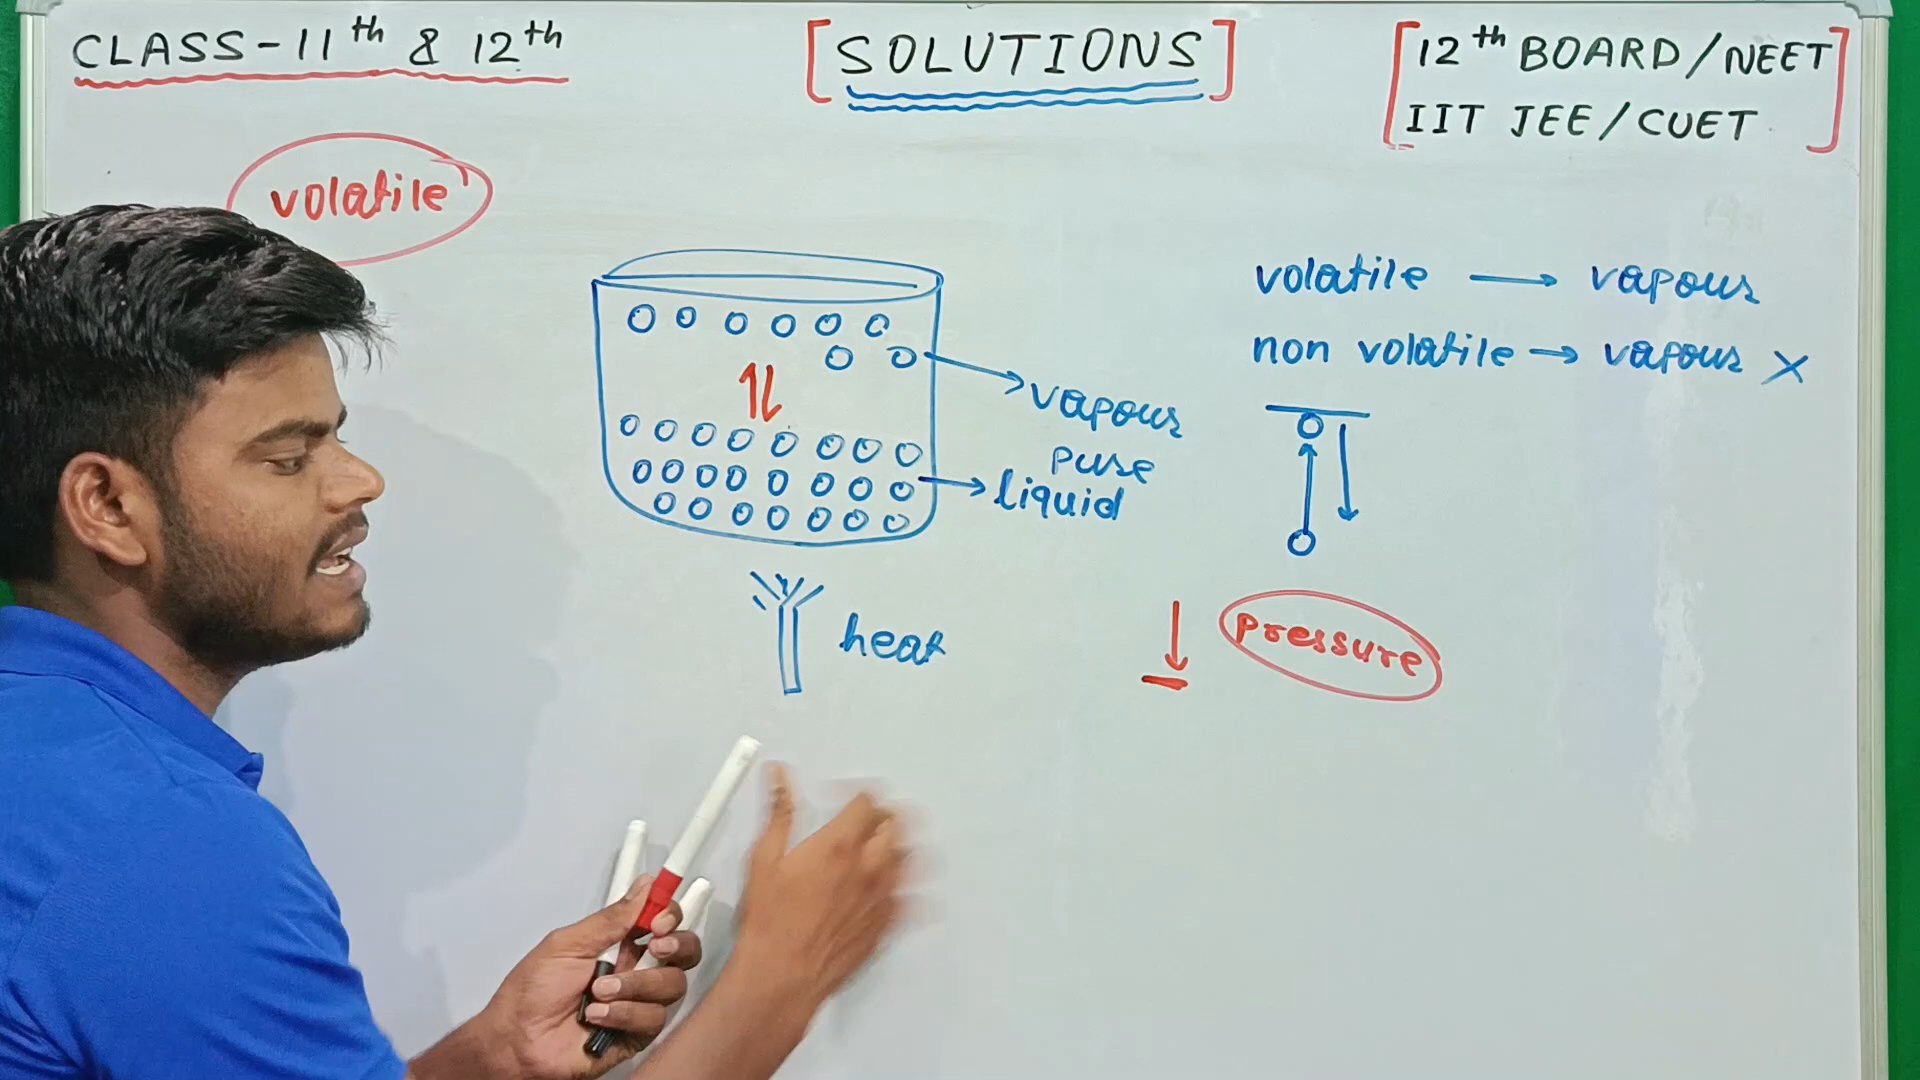 CLASS-11th & 12th
[SOLUTIONS]
[12th BOARD/NEET
IIT JEE/CUET]
volatile
volatile → vapour
non volatile → vapour ×
vapour
pure
liquid
heat
pressure